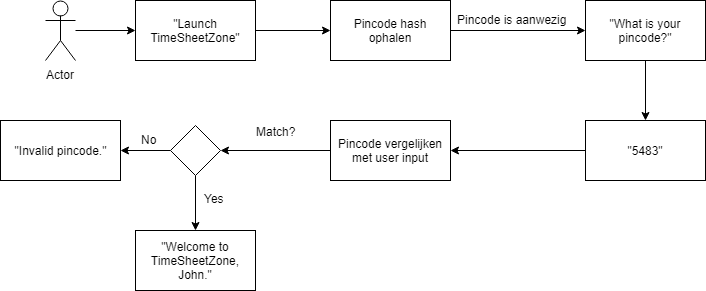 "Launch
TimeSheetZone"
Pincode hash
ophalen
Pincode is aanwezig
"What is your
pincode?"
Actor
"Invalid pincode."
No
Match?
Pincode vergelijken
met user input
"5483"
Yes
"Welcome to
TimeSheetZone,
John."